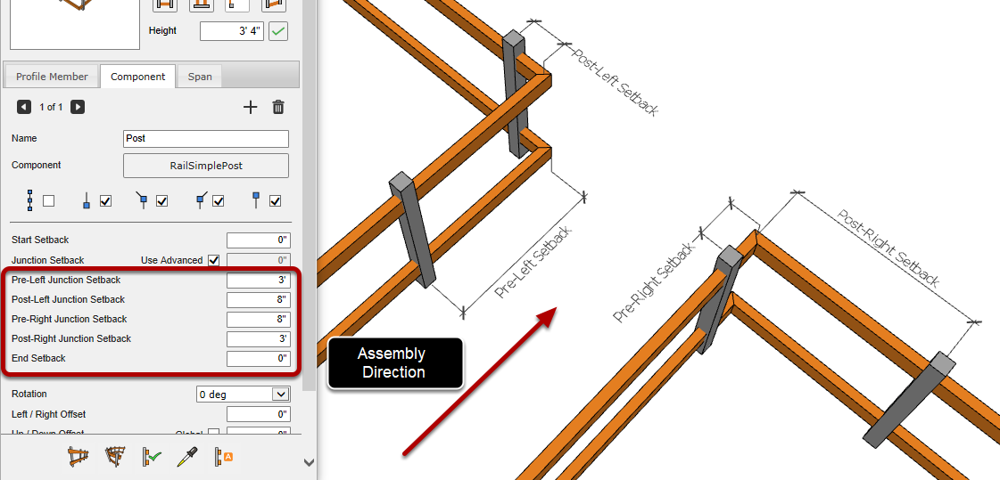 Height 3' 4"
Profile Member Component Span
1 of 1
Name Post
Component RailSimplePost
Start Setback 0"
Junction Setback Use Advanced 0"
Pre-Left Junction Setback 3'
Post-Left Junction Setback 8"
Pre-Right Junction Setback 8"
Post-Right Junction Setback 3'
End Setback 0"
Rotation 0 deg
Left / Right Offset 0"
Up / Down Offset Global 0"
A
Post-Left Setback
Pre-Left Setback
Pre-Right Setback
Post-Right Setback
Assembly
Direction